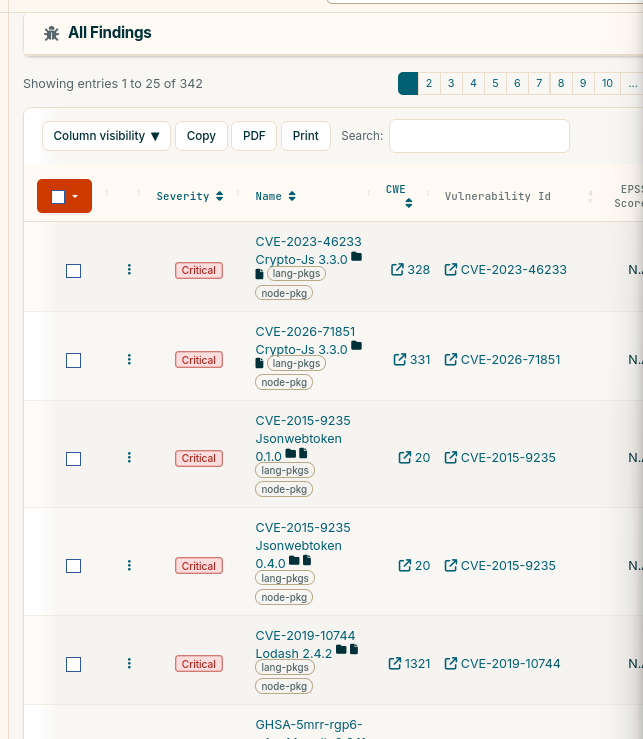 All Findings
Showing entries 1 to 25 of 342
2 3 4 5 6 7 8 9 10 ...
Column visibility ▼ Copy PDF Print Search:
Severity Name CWE Vulnerability Id EPSS
Score
CVE-2023-46233
Crypto-Js 3.3.0
lang-pkgs
node-pkg
Critical 328 CVE-2023-46233 N.
CVE-2026-71851
Crypto-Js 3.3.0
lang-pkgs
node-pkg
Critical 331 CVE-2026-71851 N.
CVE-2015-9235
Jsonwebtoken
0.1.0
lang-pkgs
node-pkg
Critical 20 CVE-2015-9235 N.
CVE-2015-9235
Jsonwebtoken
0.4.0
lang-pkgs
node-pkg
Critical 20 CVE-2015-9235 N.
CVE-2019-10744
Lodash 2.4.2
lang-pkgs
node-pkg
Critical 1321 CVE-2019-10744 N.
GHSA-5mrr-rgp6-